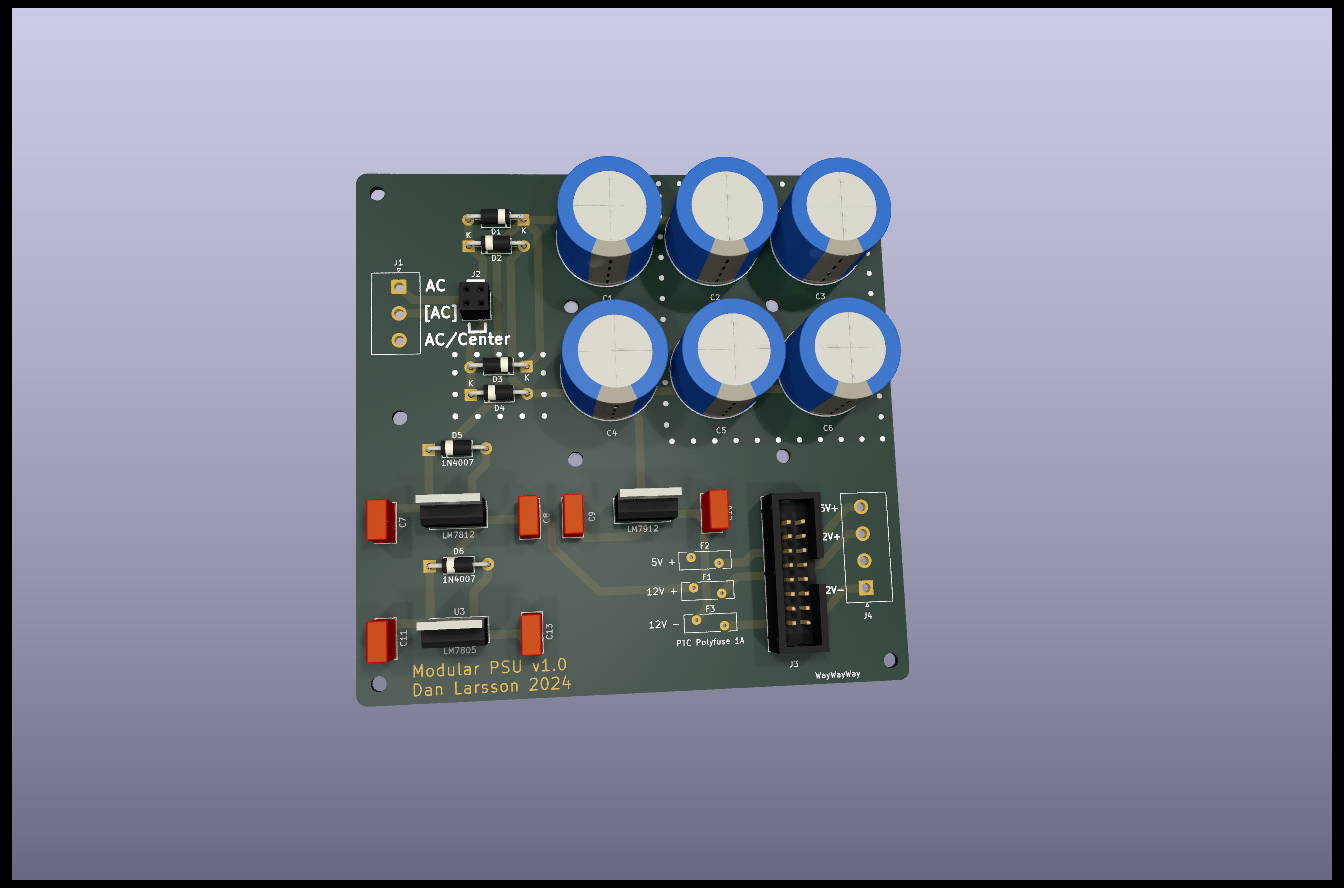 D1
K
K
D2
J1
J2
AC
[AC]
AC/Center
C1
C2
C3
D3
K
K
D4
C4
C5
C6
D5
1N4007
C7
LM7812
C8
C9
LM7912
5V+
2V+
2V-
J4
D6
1N4007
F2
5V +
F1
12V +
F3
12V -
PTC Polyfuse 1A
C11
U3
LM7805
C13
J3
WayWayWay
Modular PSU v1.0
Dan Larsson 2024